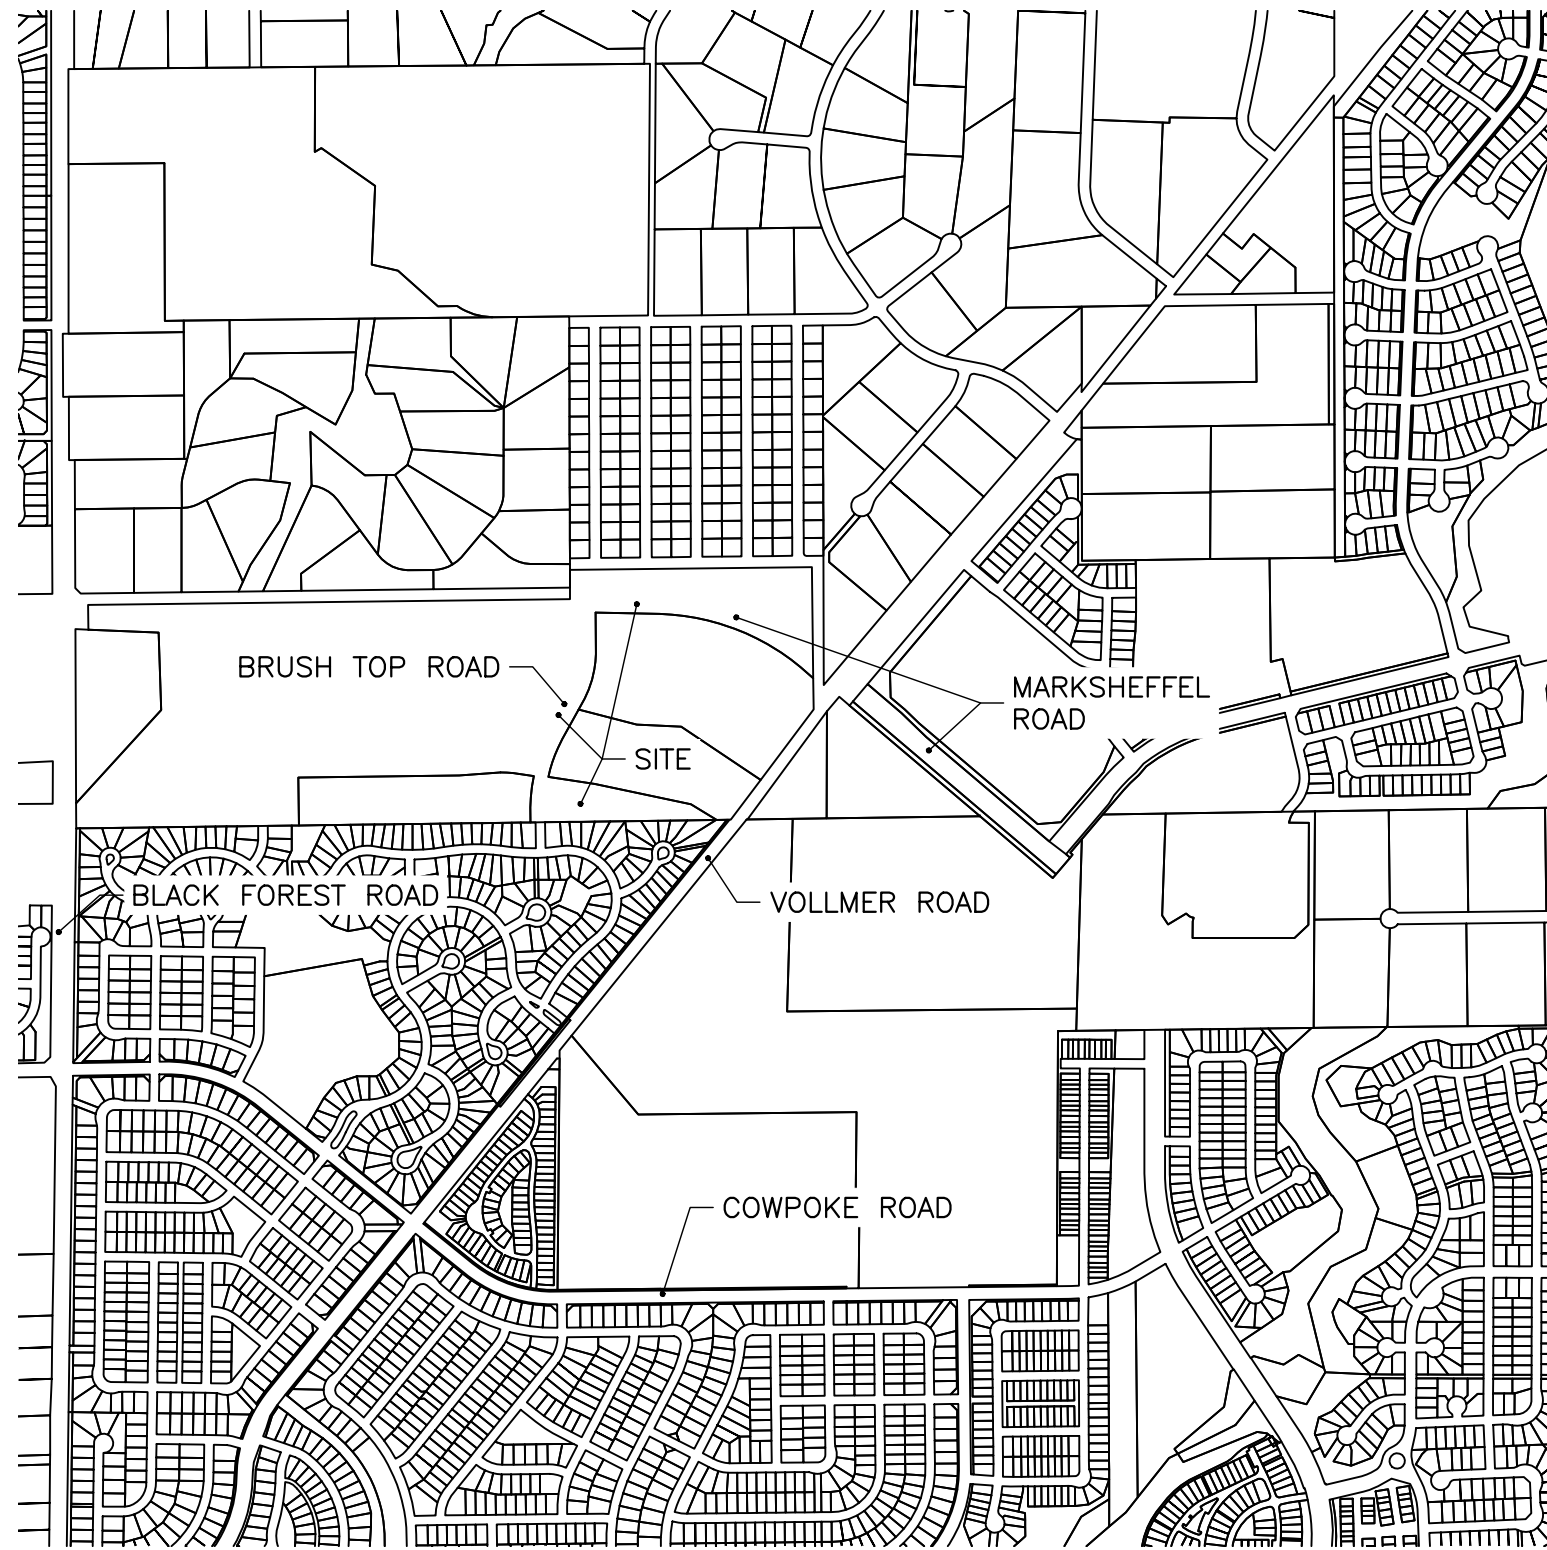 BRUSH TOP ROAD
MARKSHEFFEL
ROAD
SITE
BLACK FOREST ROAD
VOLLMER ROAD
COWPOKE ROAD